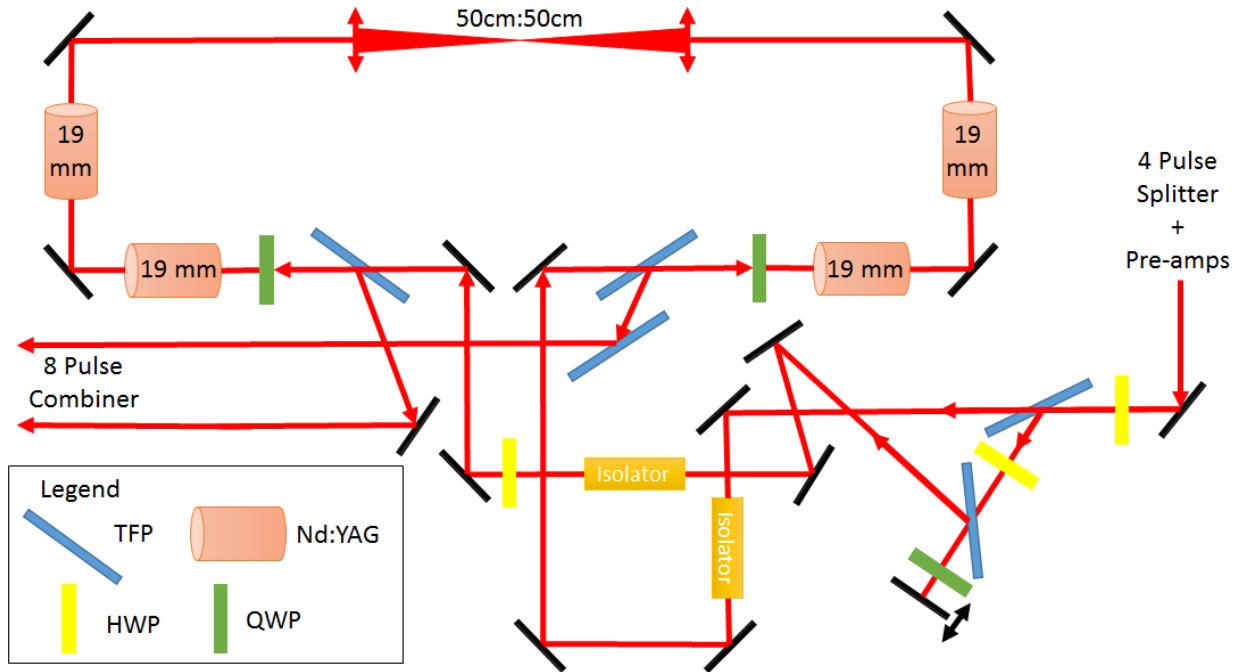 50cm:50cm
19
mm
19
mm
4 Pulse
Splitter
+
Pre-amps
19 mm
19 mm
8 Pulse
Combiner
Isolator
Isolator
Legend
TFP
Nd:YAG
HWP
QWP